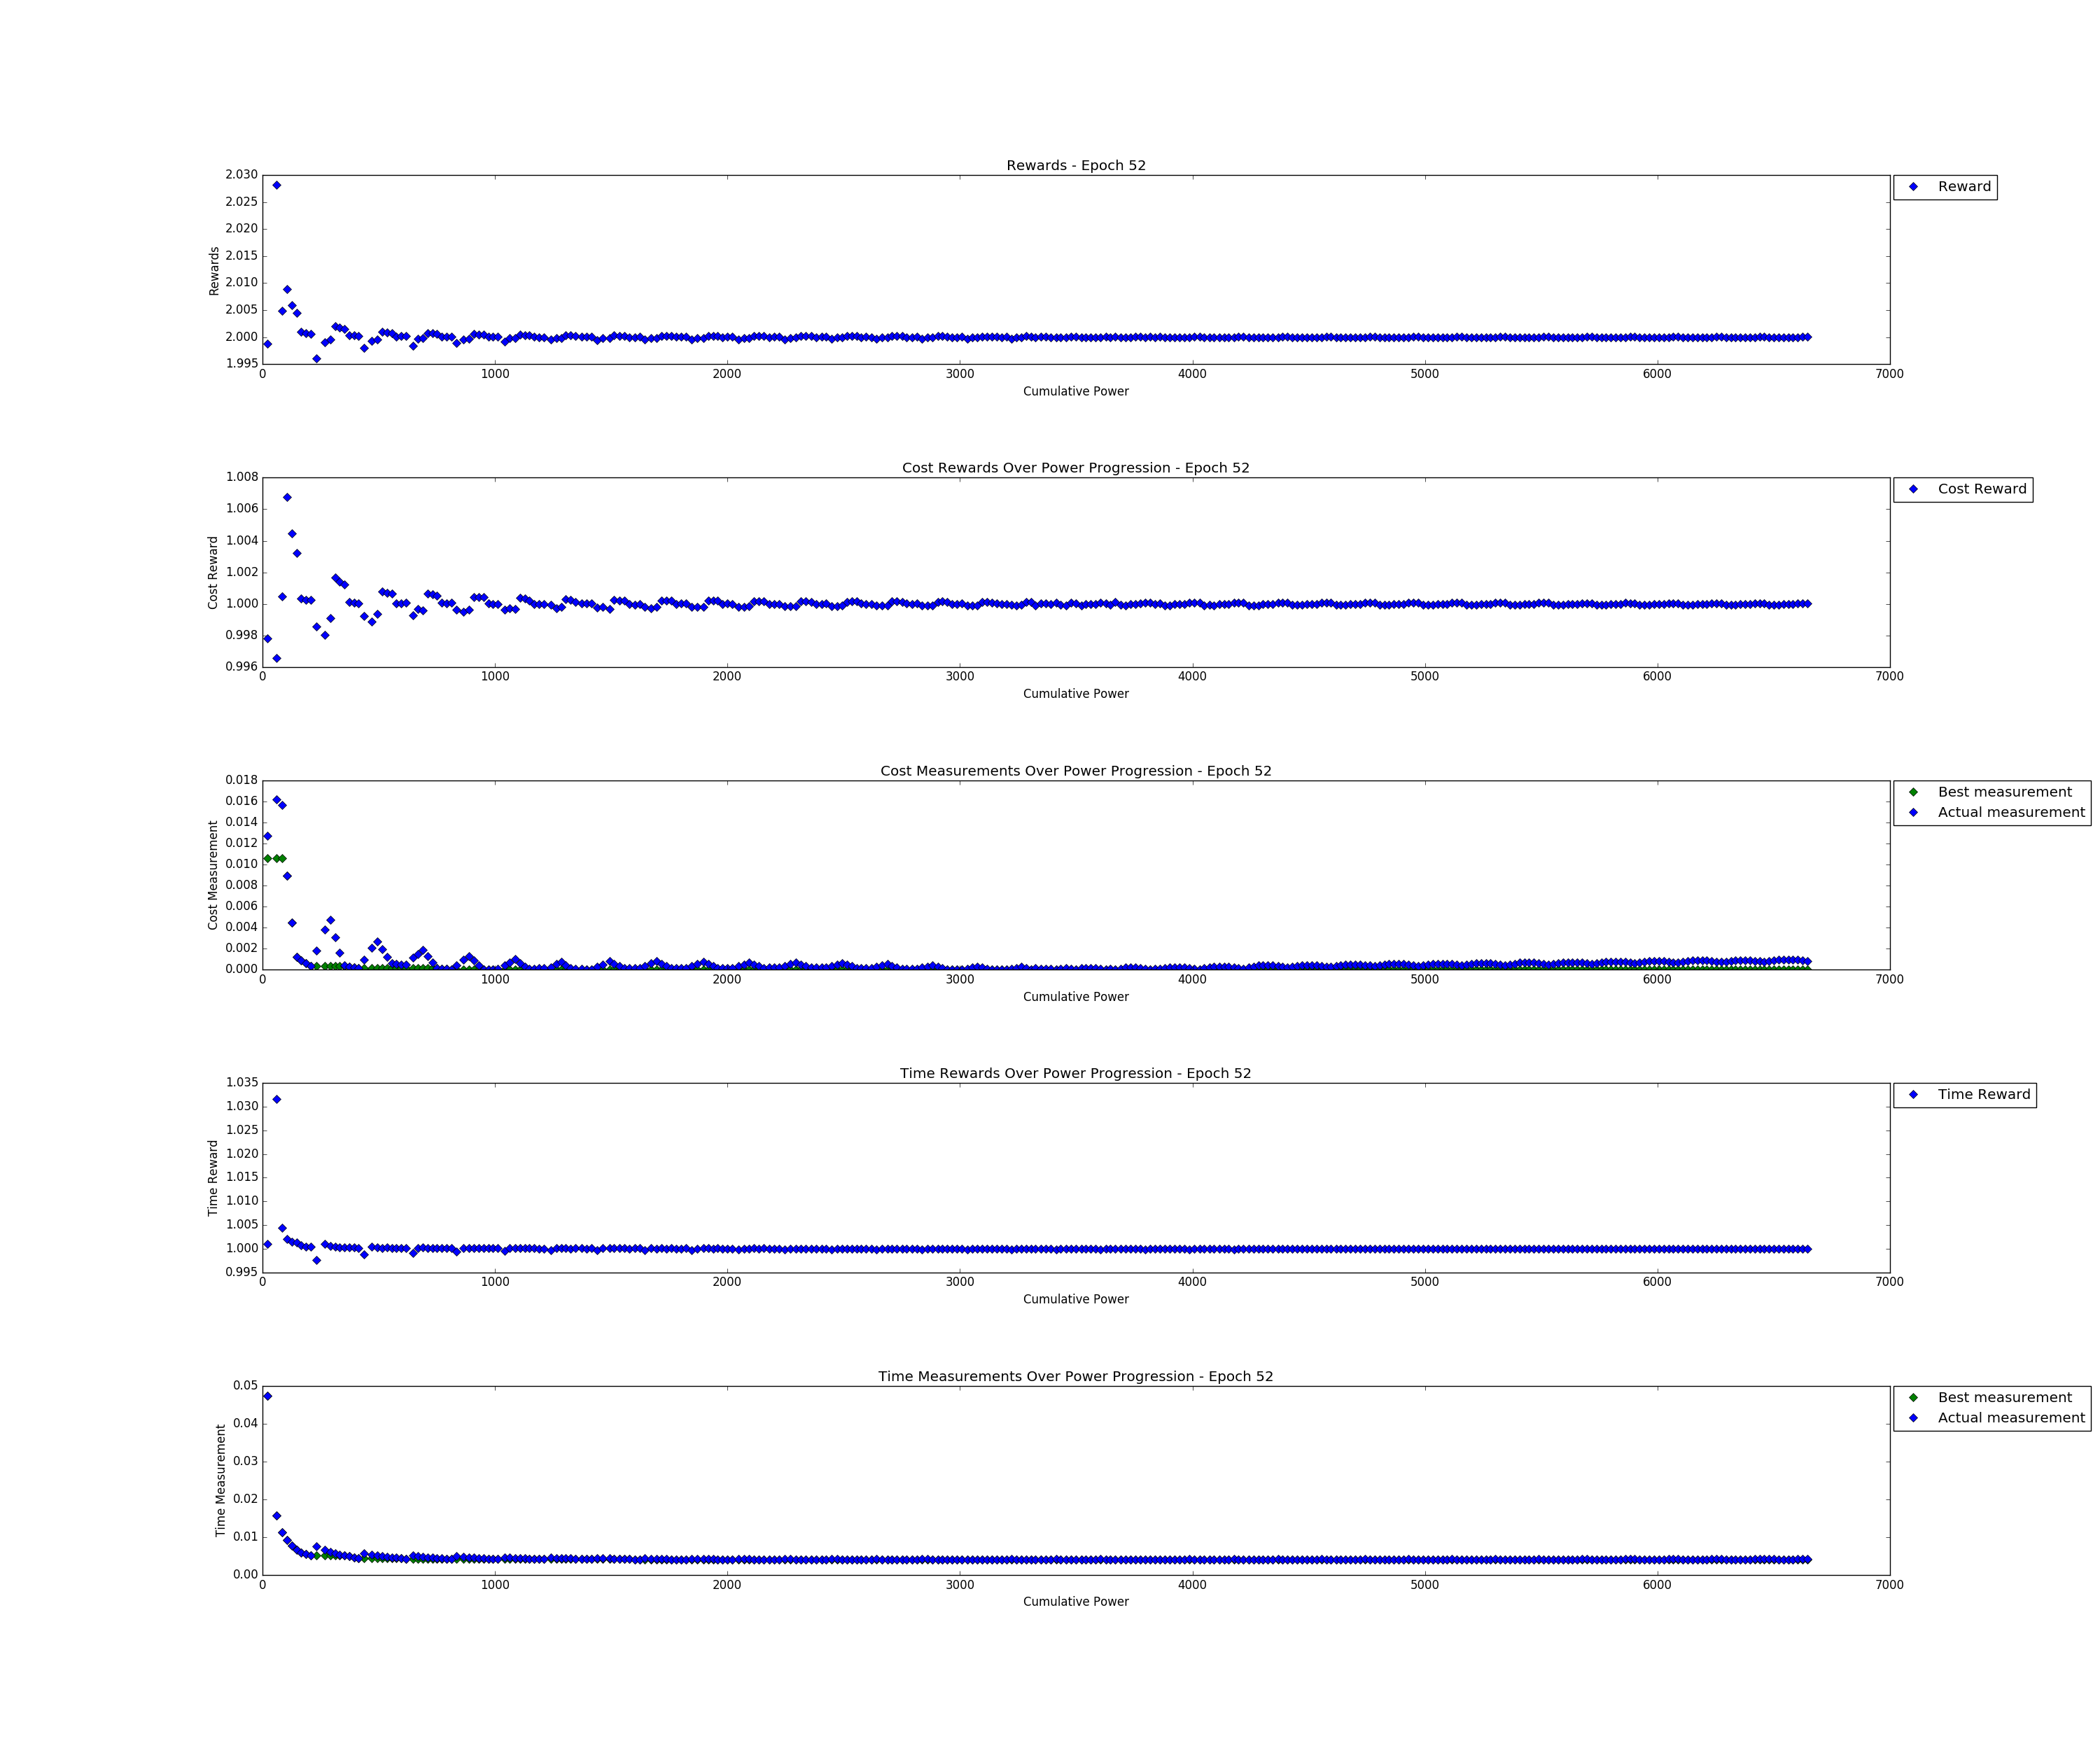 Rewards - Epoch 52
2.030
2.025
2.020
2.015
2.010
2.005
2.000
1.995
Rewards
0 1000 2000 3000 4000 5000 6000 7000
Cumulative Power
Reward
Cost Rewards Over Power Progression - Epoch 52
1.008
1.006
1.004
1.002
1.000
0.998
0.996
Cost Reward
0 1000 2000 3000 4000 5000 6000 7000
Cumulative Power
Cost Reward
Cost Measurements Over Power Progression - Epoch 52
0.018
0.016
0.014
0.012
0.010
0.008
0.006
0.004
0.002
0.000
Cost Measurement
0 1000 2000 3000 4000 5000 6000 7000
Cumulative Power
Best measurement
Actual measurement
Time Rewards Over Power Progression - Epoch 52
1.035
1.030
1.025
1.020
1.015
1.010
1.005
1.000
0.995
Time Reward
0 1000 2000 3000 4000 5000 6000 7000
Cumulative Power
Time Reward
Time Measurements Over Power Progression - Epoch 52
0.05
0.04
0.03
0.02
0.01
0.00
Time Measurement
0 1000 2000 3000 4000 5000 6000 7000
Cumulative Power
Best measurement
Actual measurement